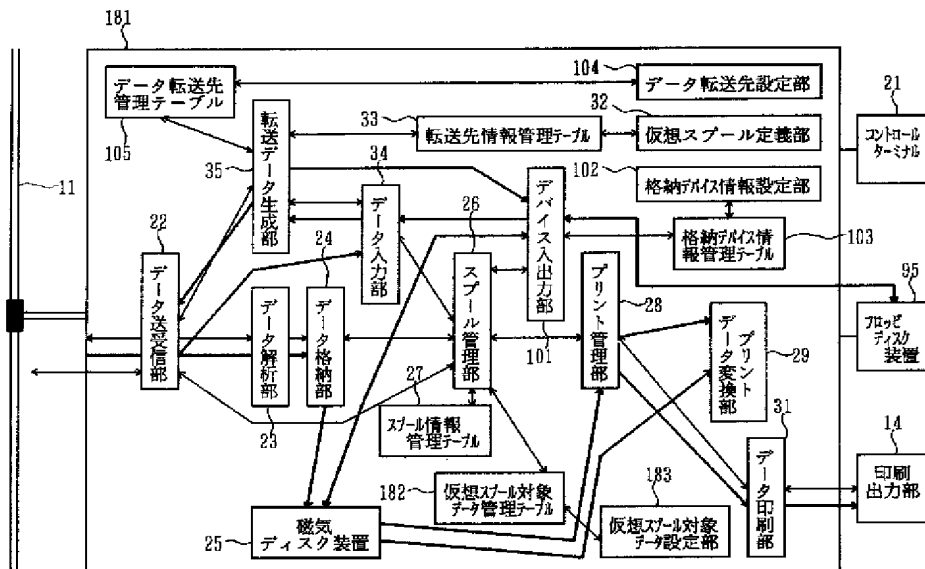 181
データ転送先
管理テーブル
105
104
データ転送先設定部
21
コントロール
ターミナル
35
転送データ生成部
33
転送先情報管理テーブル
32
仮想スプール定義部
11
34
データ入力部
デバイス入出力部
101
102
格納デバイス情報設定部
格納デバイス情
報管理テーブル
103
22
データ送受信部
24
データ格納部
26
スプール管理部
28
プリント管理部
95
フロッピ
ディスク
装置
データ解析部
23
27
スプール情報
管理テーブル
プリント
データ変換部
29
31
データ印刷部
14
印刷
出力部
182
仮想スプール対象
データ管理テーブル
183
仮想スプール対象
データ設定部
25
磁気
ディスク装置